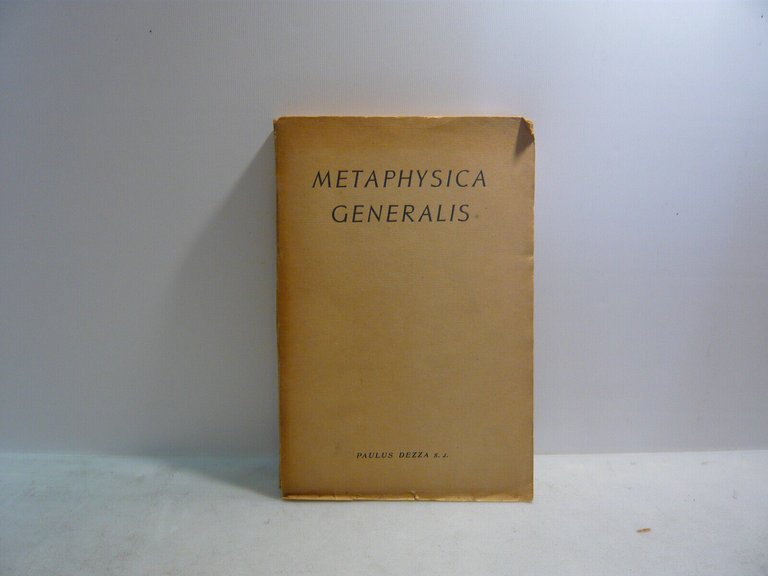 METAPHYSICA
GENERALIS
PAULUS DEZZA S. J.